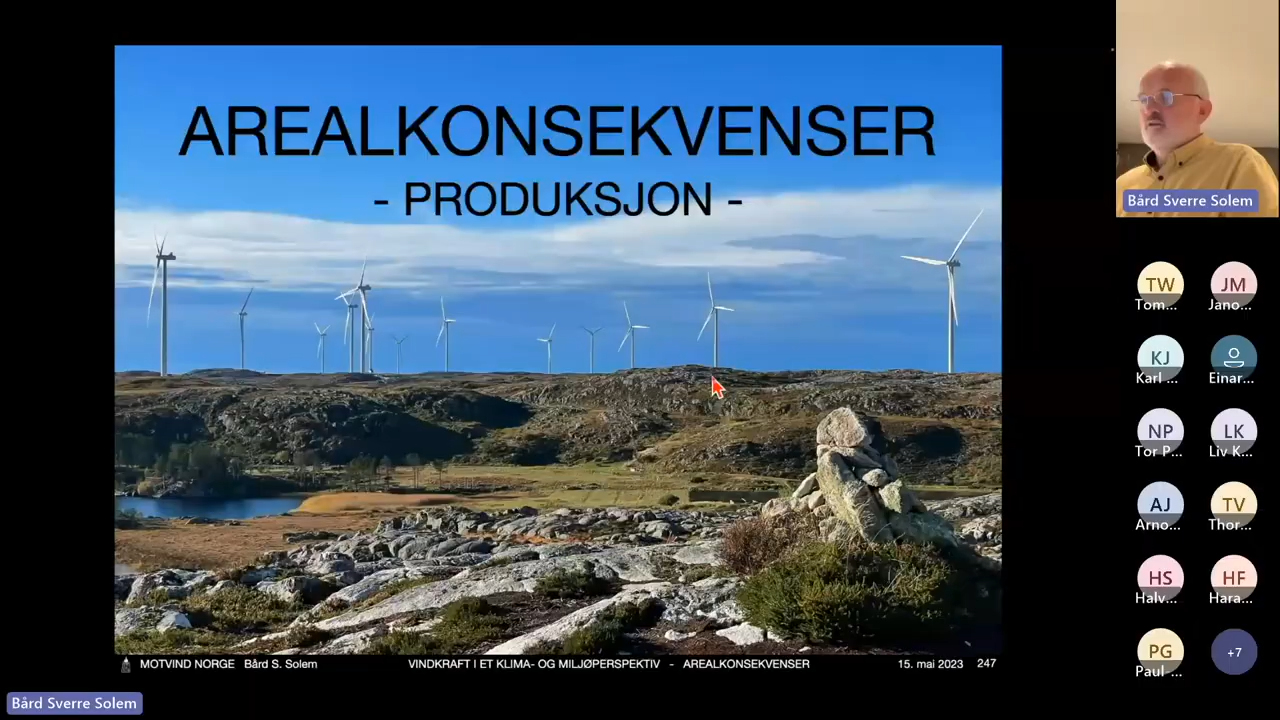 AREALKONSEKVENSER
- PRODUKSJON -
MOTVIND NORGE Bård S. Solem
VINDKRAFT I ET KLIMA- OG MILJØPERSPEKTIV - AREALKONSEKVENSER
15. mai 2023 247
Bård Sverre Solem
TW JM
Tom... Jano...
KJ
Karl ... Einar...
NP LK
Tor P... Liv K...
AJ TV
Arno... Thor...
HS HF
Halv... Hara...
PG +7
Paul ...
Bård Sverre Solem